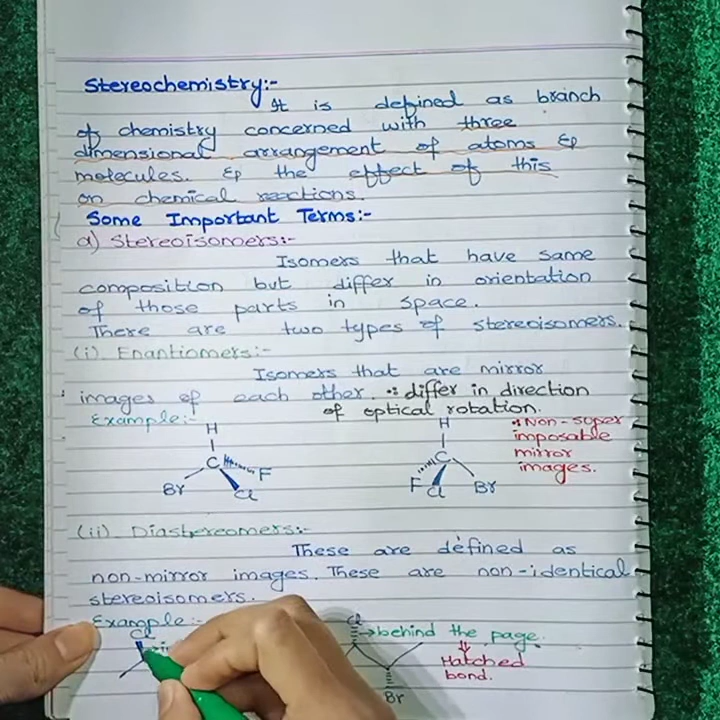 Stereochemistry:-
It is defined as branch
of chemistry concerned with three
dimensional arrangement of atoms &
molecules. & the effect of this
on chemical reactions.
Some Important Terms:-
a) Stereoisomers:-
Isomers that have same
composition but differ in orientation
of those parts in space.
There are two types of stereoisomers.
(i) Enantiomers:-
Isomers that are mirror
images of each other. :: differ in direction
of optical rotation.
Example:-
H
C
F
Br
Cl
H
C
F
Cl
Br
:: Non-super
imposable
mirror
images.
(ii) Diastereomers:-
These are defined as
non-mirror images. These are non-identical
stereoisomers.
Example:-
Cl
Cl
→behind the page.
⇓
Hatched
bond.
Br